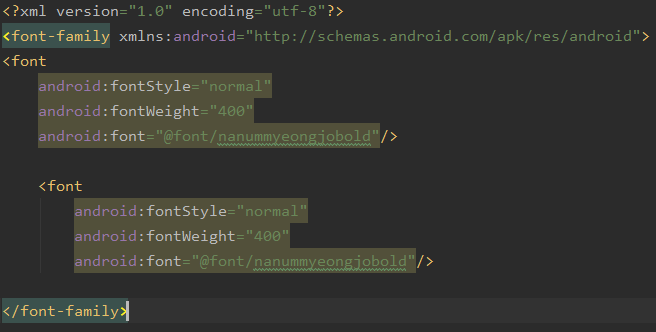 <?xml version="1.0" encoding="utf-8"?>
<font-family xmlns:android="http://schemas.android.com/apk/res/android">
<font
android:fontStyle="normal"
android:fontWeight="400"
android:font="@font/nanummyeongjobold"/>
<font
android:fontStyle="normal"
android:fontWeight="400"
android:font="@font/nanummyeongjobold"/>
</font-family>